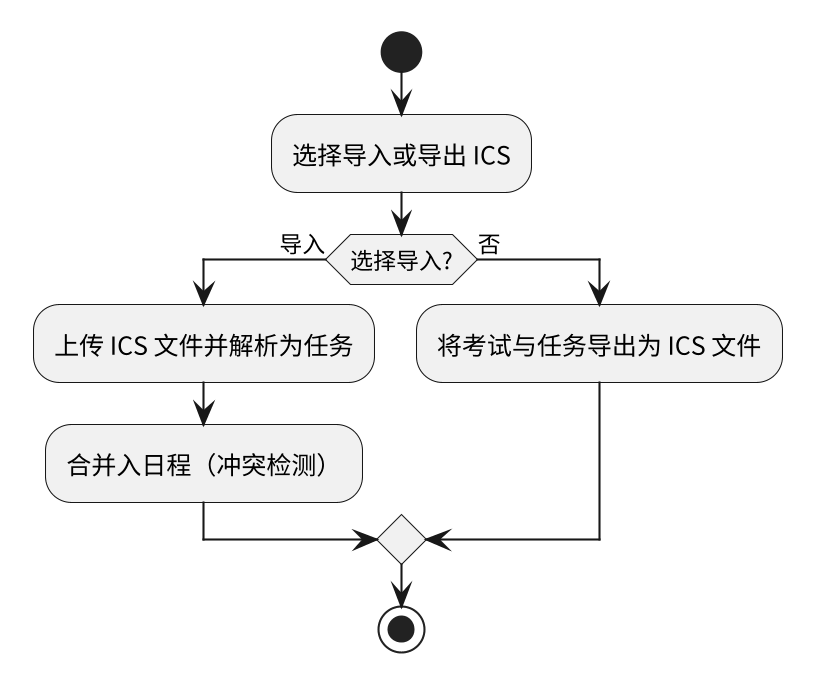 选择导入或导出 ICS
导入
选择导入?
否
上传 ICS 文件并解析为任务
将考试与任务导出为 ICS 文件
合并入日程（冲突检测）